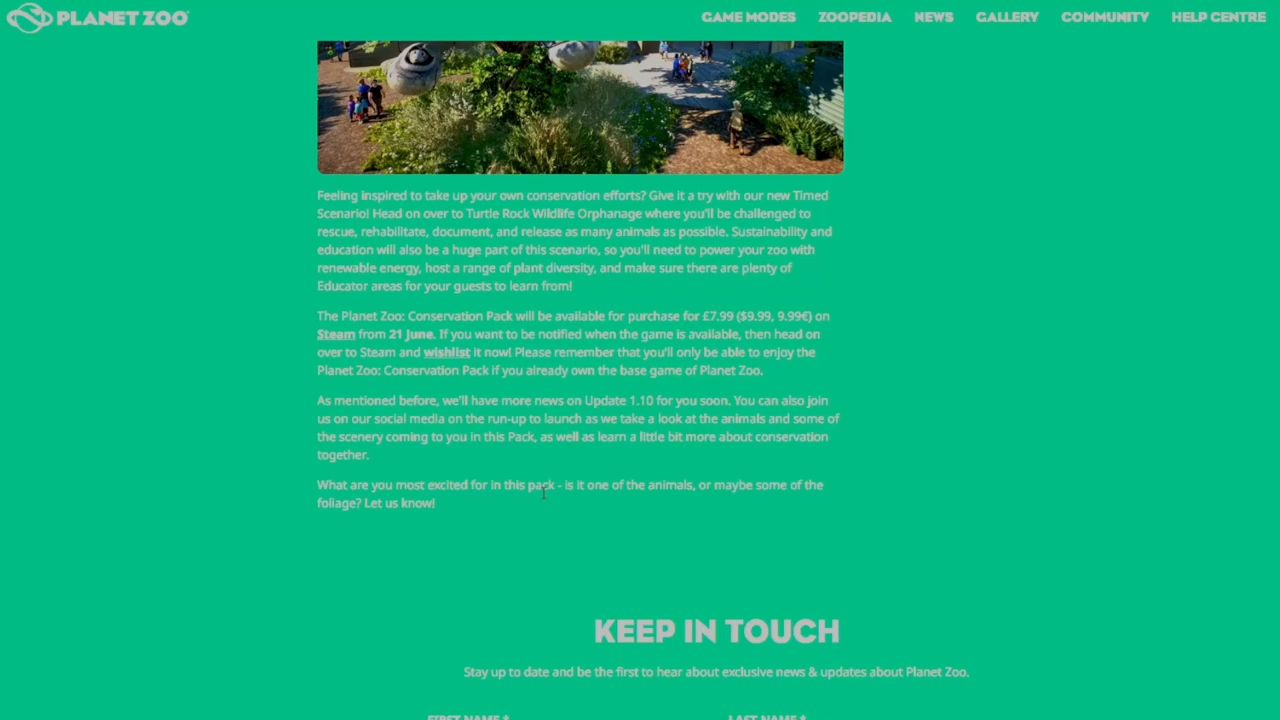 PLANET ZOO
GAME MODES ZOOPEDIA NEWS GALLERY COMMUNITY HELP CENTRE
Feeling inspired to take up your own conservation efforts? Give it a try with our new Timed
Scenario! Head on over to Turtle Rock Wildlife Orphanage where you'll be challenged to
rescue, rehabilitate, document, and release as many animals as possible. Sustainability and
education will also be a huge part of this scenario, so you'll need to power your zoo with
renewable energy, host a range of plant diversity, and make sure there are plenty of
Educator areas for your guests to learn from!
The Planet Zoo: Conservation Pack will be available for purchase for £7.99 ($9.99, 9.99€) on
Steam from 21 June. If you want to be notified when the game is available, then head on
over to Steam and wishlist it now! Please remember that you'll only be able to enjoy the
Planet Zoo: Conservation Pack if you already own the base game of Planet Zoo.
As mentioned before, we'll have more news on Update 1.10 for you soon. You can also join
us on our social media on the run-up to launch as we take a look at the animals and some of
the scenery coming to you in this Pack, as well as learn a little bit more about conservation
together.
What are you most excited for in this pack - is it one of the animals, or maybe some of the
foliage? Let us know!
KEEP IN TOUCH
Stay up to date and be the first to hear about exclusive news & updates about Planet Zoo.
FIRST NAME * LAST NAME *